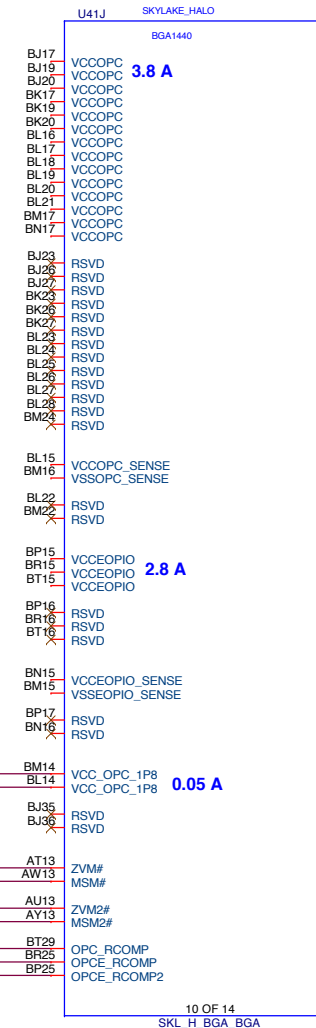 U41J SKYLAKE_HALO
BGA1440
BJ17 VCCOPC 3.8 A
BJ19 VCCOPC
BJ20 VCCOPC
BK17 VCCOPC
BK19 VCCOPC
BK20 VCCOPC
BL16 VCCOPC
BL17 VCCOPC
BL18 VCCOPC
BL19 VCCOPC
BL20 VCCOPC
BL21 VCCOPC
BM17 VCCOPC
BN17 VCCOPC
BJ23 RSVD
BJ26 RSVD
BJ27 RSVD
BK23 RSVD
BK26 RSVD
BK27 RSVD
BL23 RSVD
BL24 RSVD
BL25 RSVD
BL26 RSVD
BL27 RSVD
BL28 RSVD
BM24 RSVD
BL15 VCCOPC_SENSE
BM16 VSSOPC_SENSE
BL22 RSVD
BM22 RSVD
BP15 VCCEOPIO
BR15 VCCEOPIO 2.8 A
BT15 VCCEOPIO
BP16 RSVD
BR16 RSVD
BT16 RSVD
BN15 VCCEOPIO_SENSE
BM15 VSSEOPIO_SENSE
BP17 RSVD
BN16 RSVD
BM14 VCC_OPC_1P8
BL14 VCC_OPC_1P8 0.05 A
BJ35 RSVD
BJ36 RSVD
AT13 ZVM#
AW13 MSM#
AU13 ZVM2#
AY13 MSM2#
BT29 OPC_RCOMP
BR25 OPCE_RCOMP
BP25 OPCE_RCOMP2
10 OF 14
SKL_H_BGA_BGA